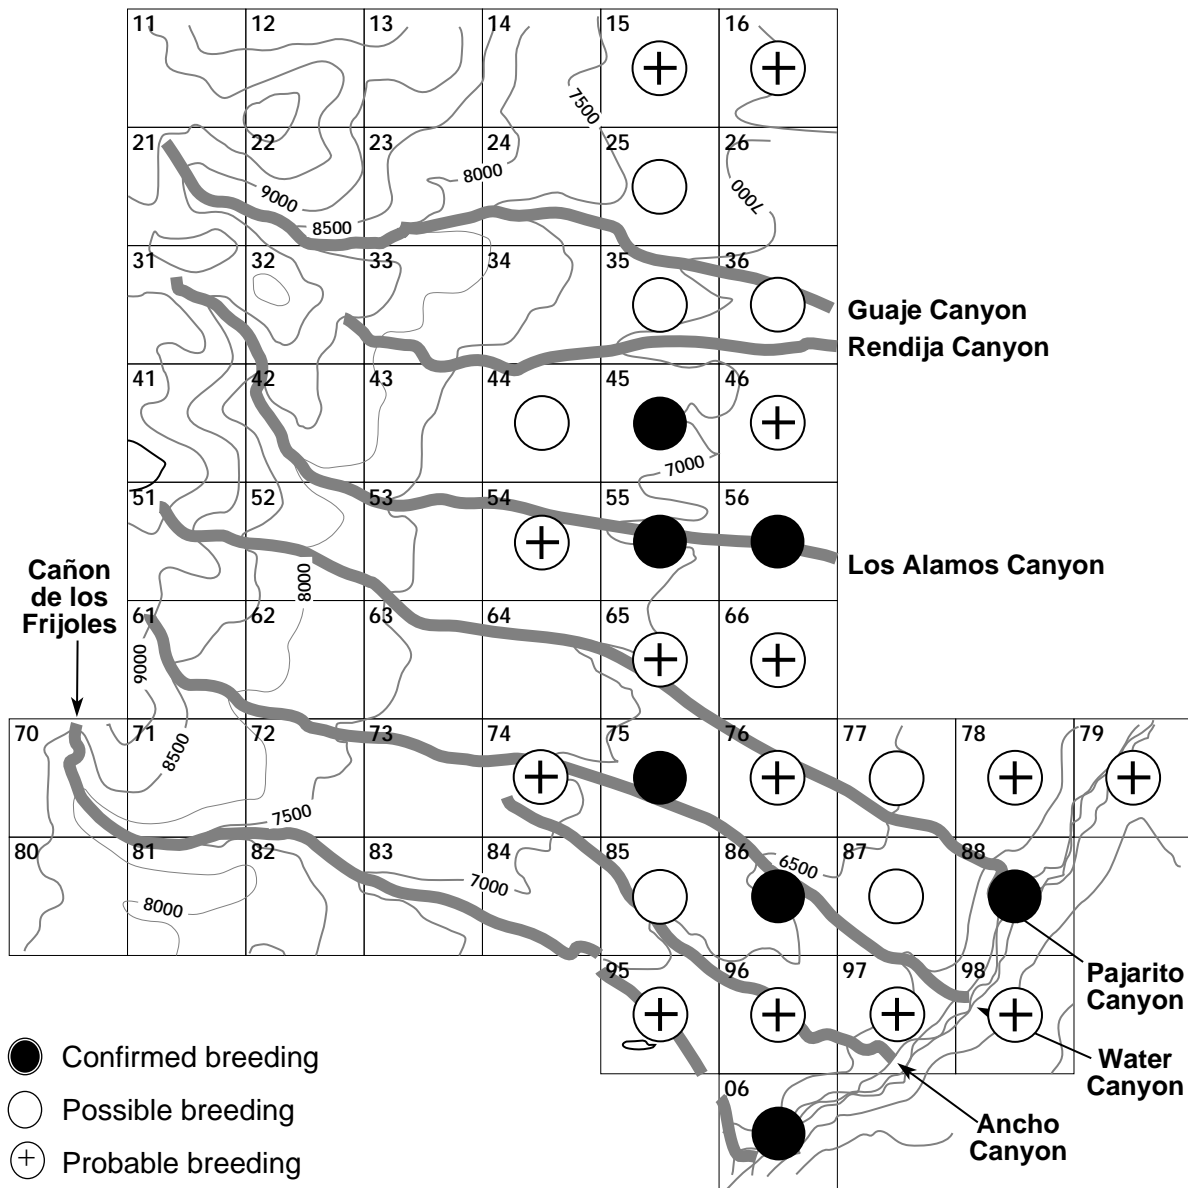 11 12 13 14 15 16
7500
21 22 23 24 25 26
8000
9000
7000
8500
31 32 33 34 35 36
Guaje Canyon
Rendija Canyon
41 42 43 44 45 46
7000
51 52 53 54 55 56
Cañon
de los
Frijoles
8000
Los Alamos Canyon
61 62 63 64 65 66
9000
70 71 72 73 74 75 76 77 78 79
8500
7500
80 81 82 83 84 85 86 87 88
6500
7000
8000
95 96 97 98
Pajarito
Canyon
Confirmed breeding
Water
Canyon
06
Possible breeding
Ancho
Canyon
Probable breeding